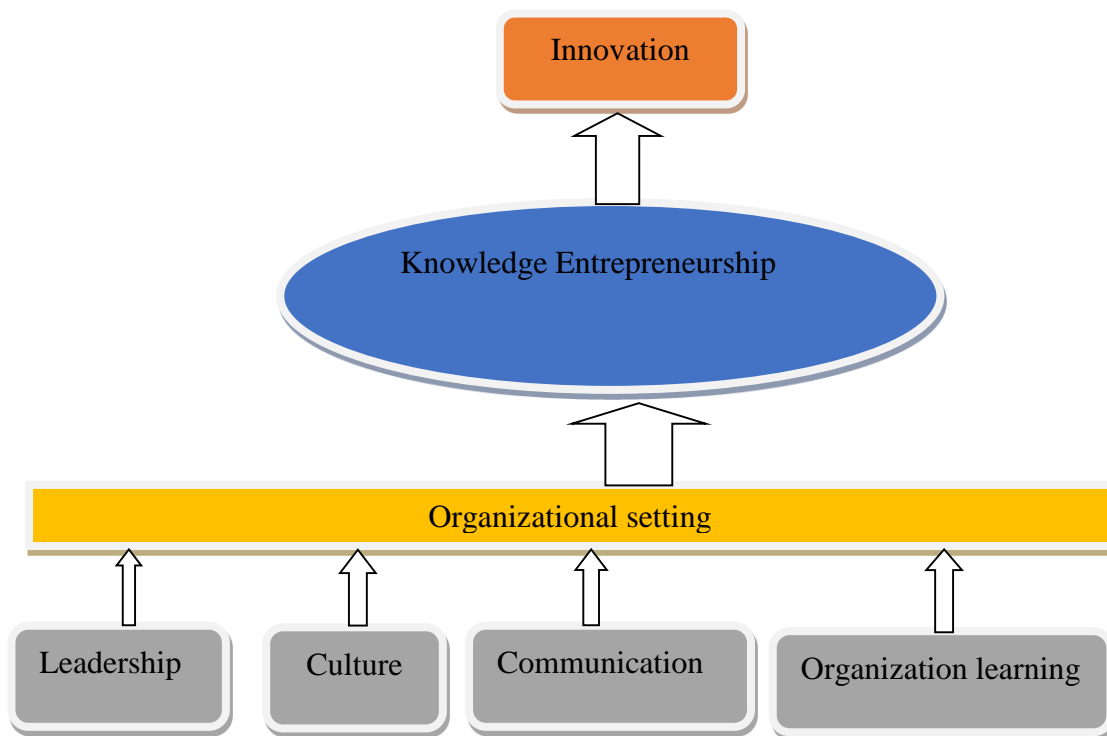 Innovation
Knowledge Entrepreneurship
Organizational setting
Leadership
Culture
Communication
Organization learning